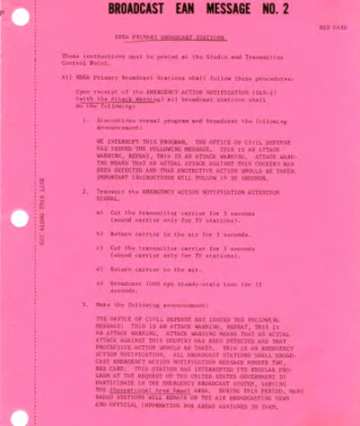 BROADCAST EAN MESSAGE NO. 2
RED CARD
NDEA PRIMARY BROADCAST STATIONS
These instructions must be posted at the Studio and Transmitter
Control Point.
All Primary Broadcast Stations shall follow these procedures:
Upon receipt of the EMERGENCY ACTION NOTIFICATION (EAN-2)
(with the Attack Warning) all broadcast stations shall
do the following:
1. Discontinue normal program and broadcast the following
announcement:
WE INTERRUPT THIS PROGRAM. THE OFFICE OF CIVIL DEFENSE
HAS ISSUED THE FOLLOWING MESSAGE. THIS IS AN ATTACK
WARNING, REPEAT, THIS IS AN ATTACK WARNING. ATTACK WARN-
ING MEANS THAT AN ACTUAL ATTACK AGAINST THIS COUNTRY HAS
BEEN DETECTED AND THAT PROTECTIVE ACTION SHOULD BE TAKEN.
IMPORTANT INSTRUCTIONS WILL FOLLOW IN 30 SECONDS.
2. Transmit the EMERGENCY ACTION NOTIFICATION ATTENTION
SIGNAL.
a) Cut the transmitter carrier for 5 seconds
(sound carrier only for TV stations).
b) Return carrier to the air for 5 seconds.
c) Cut the transmitter carrier for 5 seconds
(sound carrier only for TV stations).
d) Return carrier to the air.
e) Broadcast 1000 cps steady-state tone for 15
seconds.
3. Make the following announcement:
THE OFFICE OF CIVIL DEFENSE HAS ISSUED THE FOLLOWING
MESSAGE: THIS IS AN ATTACK WARNING, REPEAT, THIS IS
AN ATTACK WARNING. ATTACK WARNING MEANS THAT AN ACTUAL
ATTACK AGAINST THIS COUNTRY HAS BEEN DETECTED AND THAT
PROTECTIVE ACTION SHOULD BE TAKEN. THIS IS AN EMERGENCY
ACTION NOTIFICATION. ALL BROADCAST STATIONS SHALL BROAD-
CAST EMERGENCY ACTION NOTIFICATION MESSAGE NUMBER TWO,
RED CARD. THIS STATION HAS INTERRUPTED ITS REGULAR PRO-
GRAM AT THE REQUEST OF THE UNITED STATES GOVERNMENT TO
PARTICIPATE IN THE EMERGENCY BROADCAST SYSTEM, SERVING
THE (Operational Area Name) AREA. DURING THIS PERIOD, MANY
RADIO STATIONS WILL REMAIN ON THE AIR BROADCASTING NEWS
AND OFFICIAL INFORMATION FOR AREAS ASSIGNED TO THEM.
CUT ALONG THIS LINE